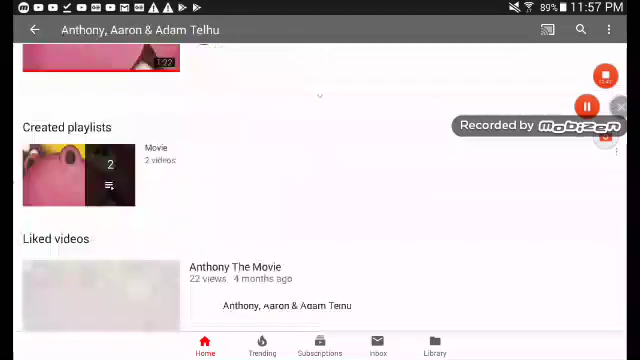 89% 11:57 PM
Anthony, Aaron & Adam Telhu
1:22
Recorded by mobizen
Created playlists
Movie
2
2 videos
Liked videos
Anthony The Movie
22 views 4 months ago
Anthony, Aaron & Adam Telhu
Home Trending Subscriptions Inbox Library